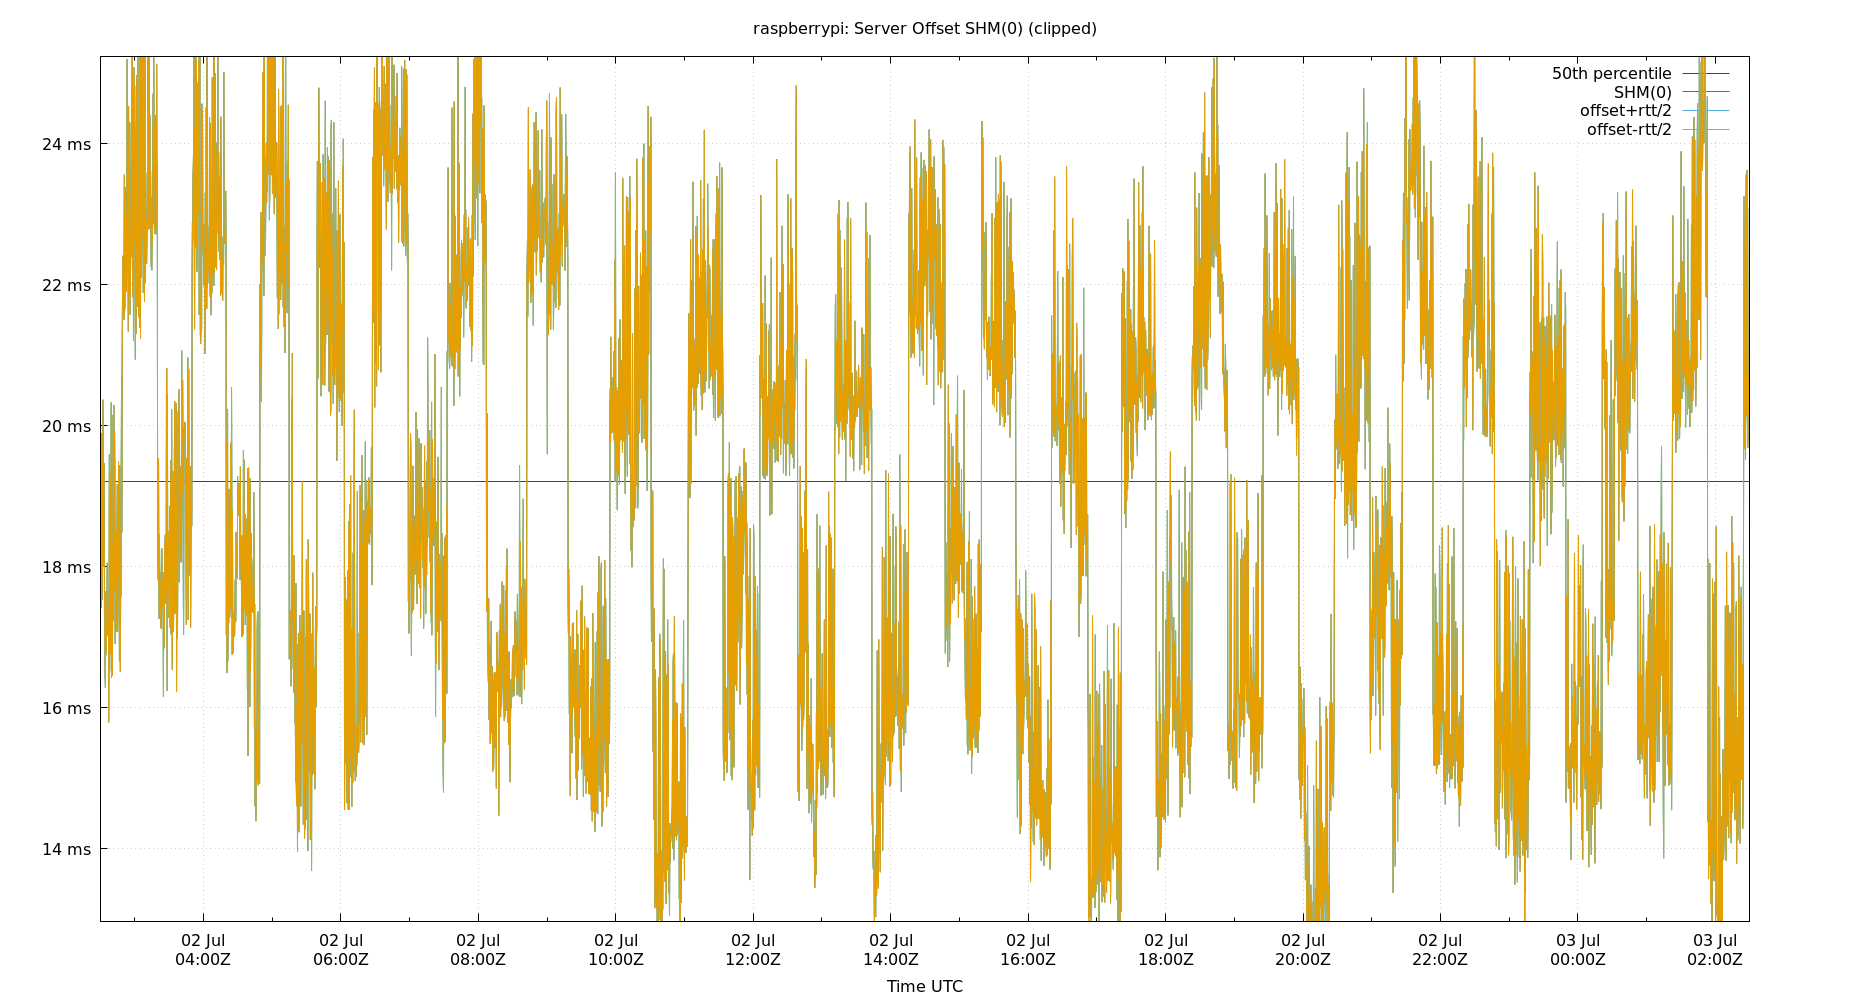 raspberrypi: Server Offset SHM(0) (clipped)
50th percentile
SHM(0)
offset+rtt/2
offset-rtt/2
24 ms
22 ms
20 ms
18 ms
16 ms
14 ms
02 Jul 02 Jul 02 Jul 02 Jul 02 Jul 02 Jul 02 Jul 02 Jul 02 Jul 02 Jul 03 Jul 03 Jul
04:00Z 06:00Z 08:00Z 10:00Z 12:00Z 14:00Z 16:00Z 18:00Z 20:00Z 22:00Z 00:00Z 02:00Z
Time UTC